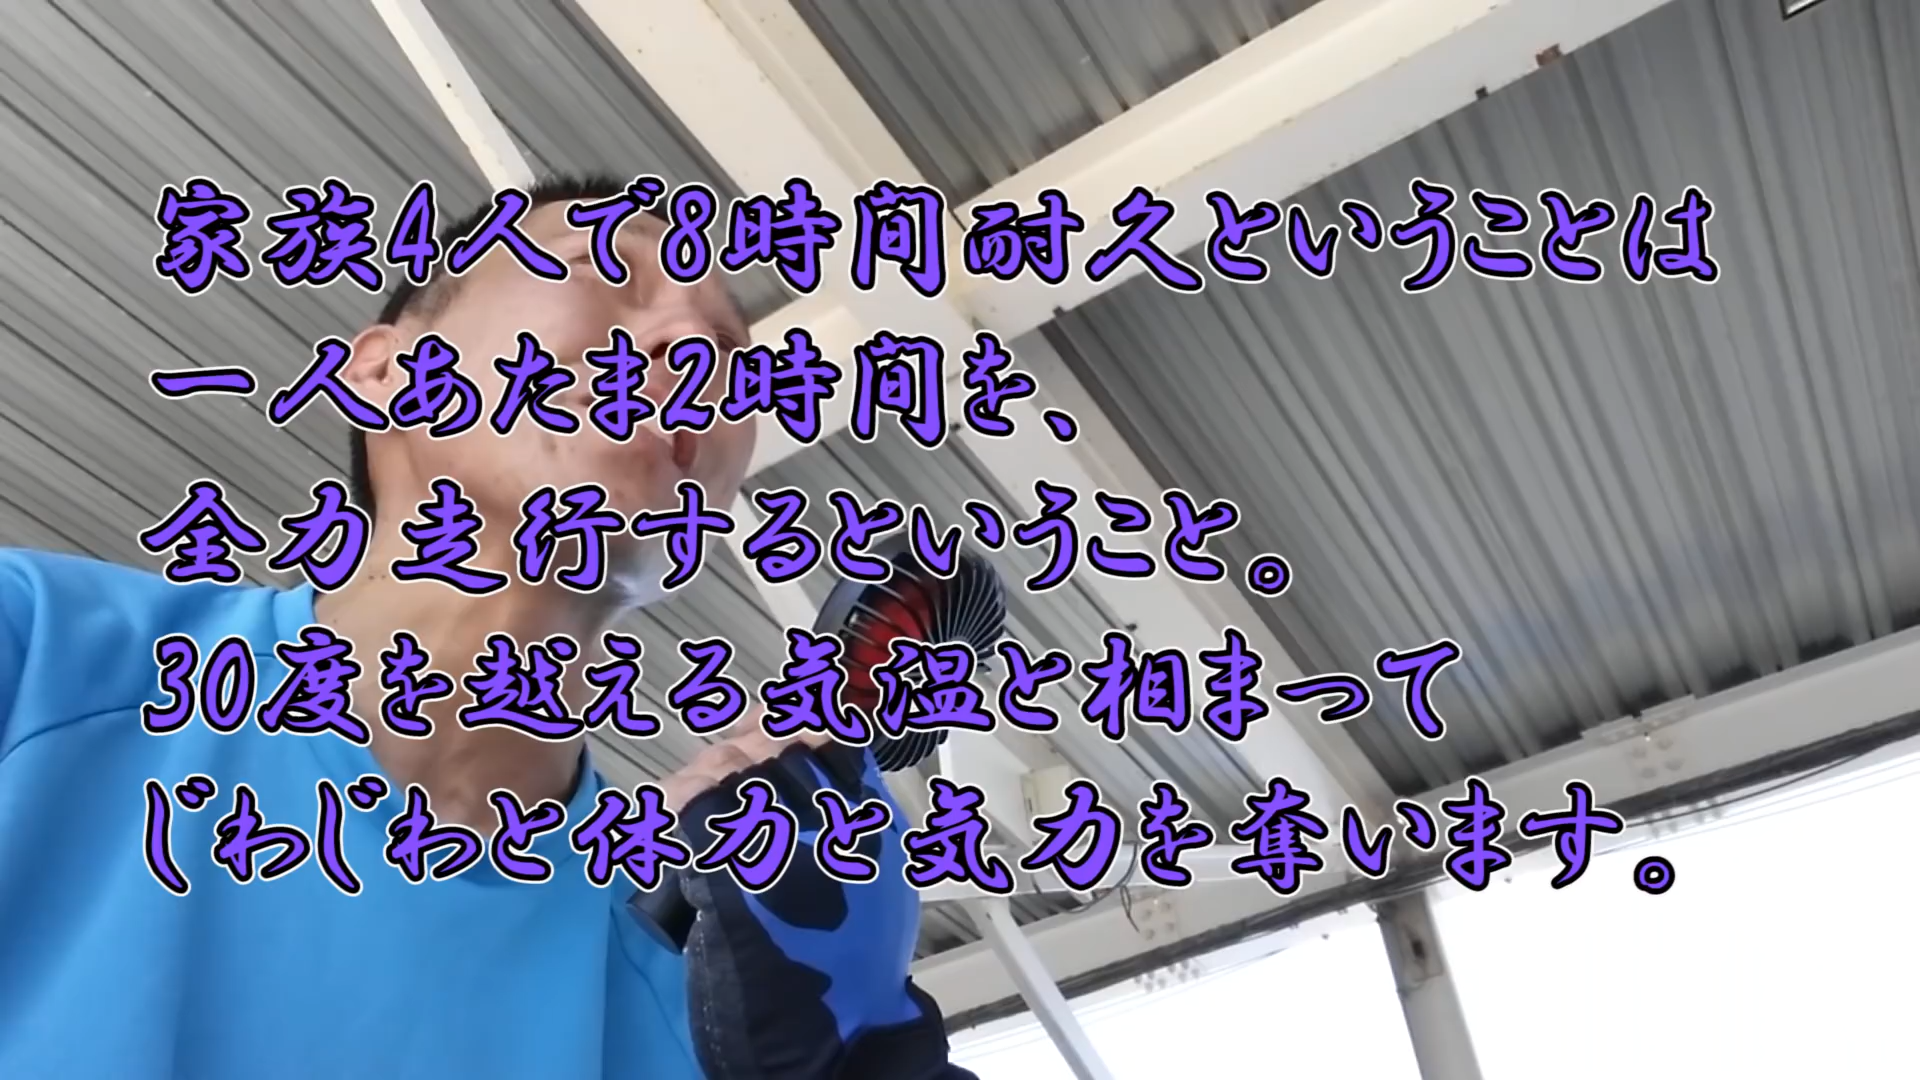 家族4人で8時間耐久ということは
一人あたま2時間を、
全力走行するということ。
30度を越える気温と相まって
じわじわと体力と気力を奪います。